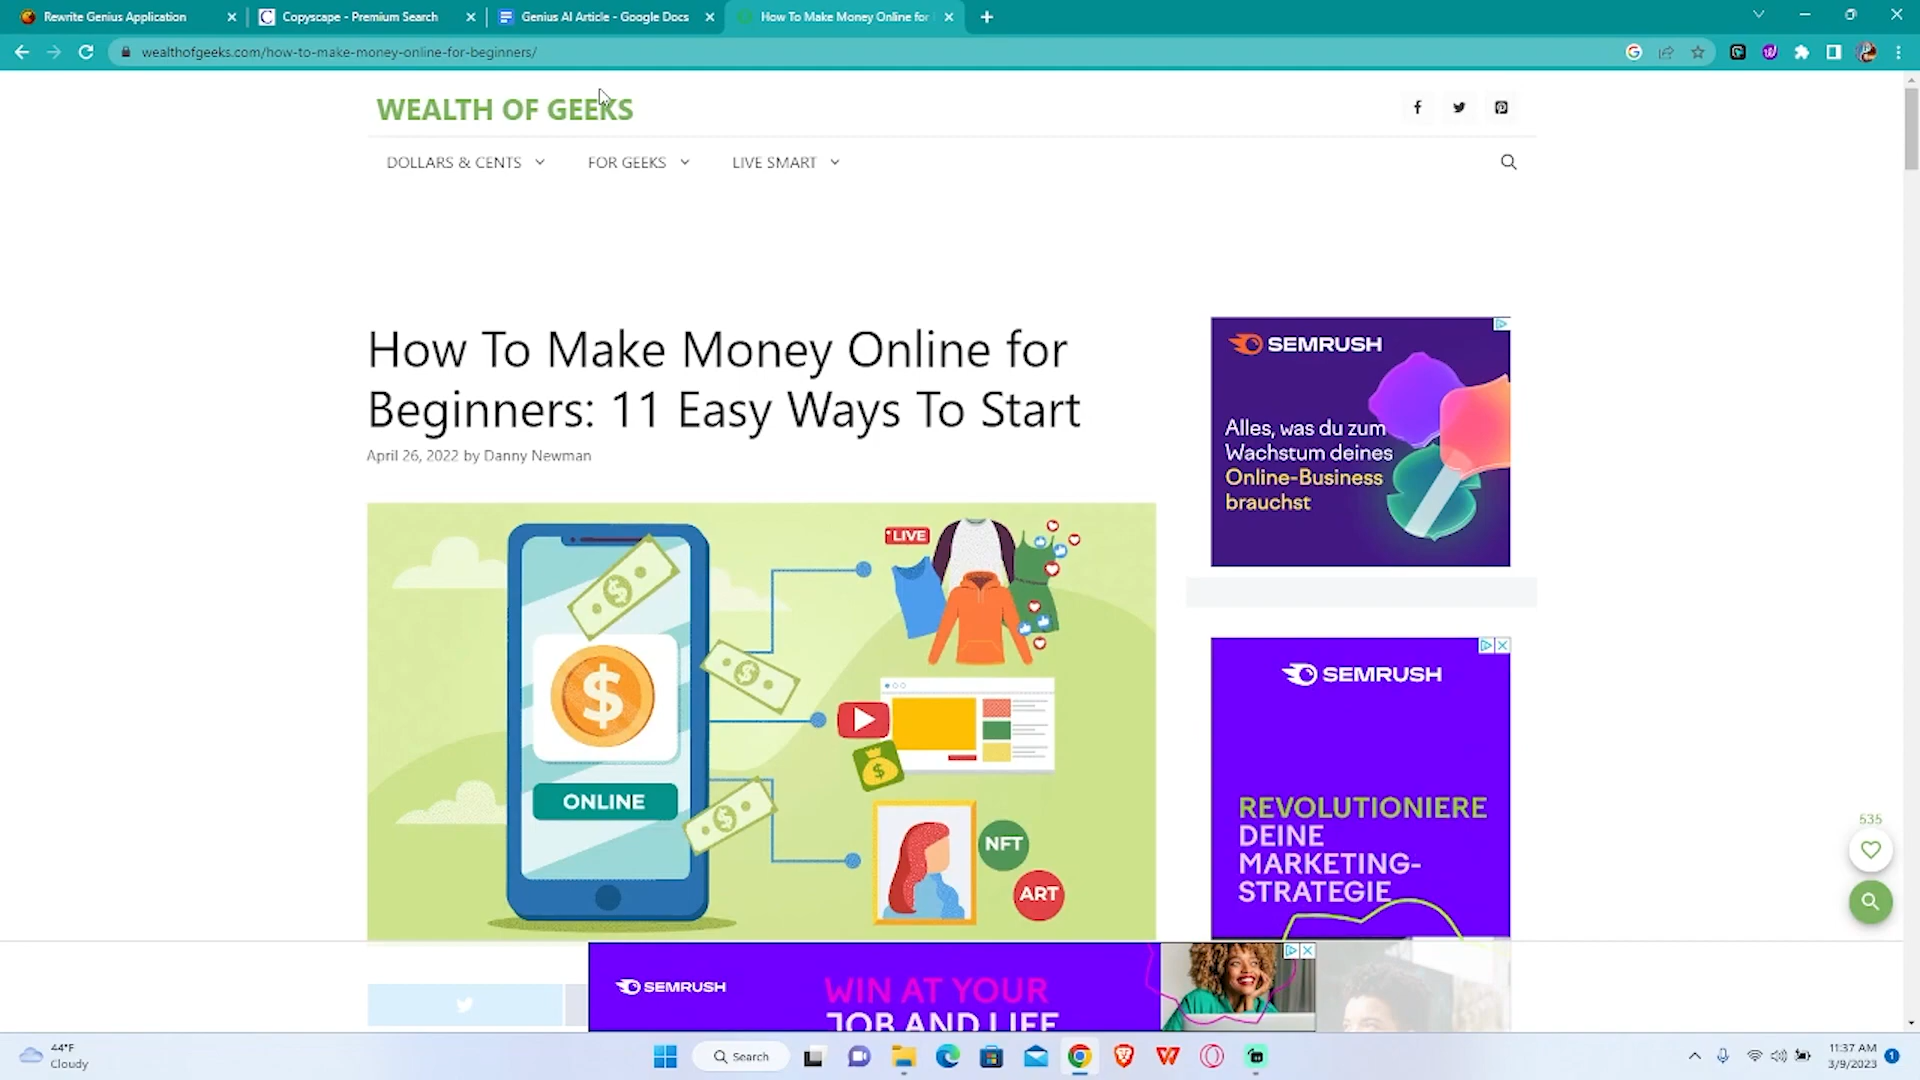 Rewrite Genius Application
Copyscape - Premium Search
Genius AI Article - Google Docs
How To Make Money Online for
wealthofgeeks.com/how-to-make-money-online-for-beginners/
WEALTH OF GEEKS
DOLLARS & CENTS
FOR GEEKS
LIVE SMART
How To Make Money Online for
Beginners: 11 Easy Ways To Start
April 26, 2022 by Danny Newman
LIVE
ONLINE
NFT
ART
SEMRUSH
Alles, was du zum
Wachstum deines
Online-Business
brauchst
SEMRUSH
REVOLUTIONIERE
DEINE
MARKETING-
STRATEGIE
535
SEMRUSH
WIN AT YOUR
JOB AND LIFE
44°F
Cloudy
Search
11:37 AM
3/9/2023
1